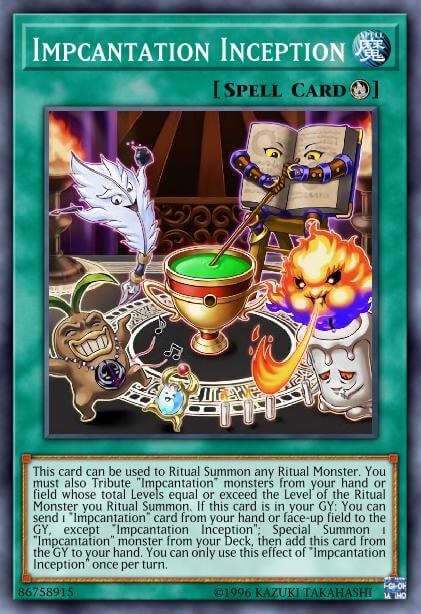 IMPCANTATION INCEPTION
[SPELL CARD]
This card can be used to Ritual Summon any Ritual Monster. You
must also Tribute "Impcantation" monsters from your hand or
field whose total Levels equal or exceed the Level of the Ritual
Monster you Ritual Summon. If this card is in your GY: You can
send 1 "Impcantation" card from your hand or face-up field to the
GY, except "Impcantation Inception"; Special Summon 1
"Impcantation" monster from your Deck, then add this card from
the GY to your hand. You can only use this effect of "Impcantation
Inception" once per turn.
86758915
©1996 KAZUKI TAKAHASHI